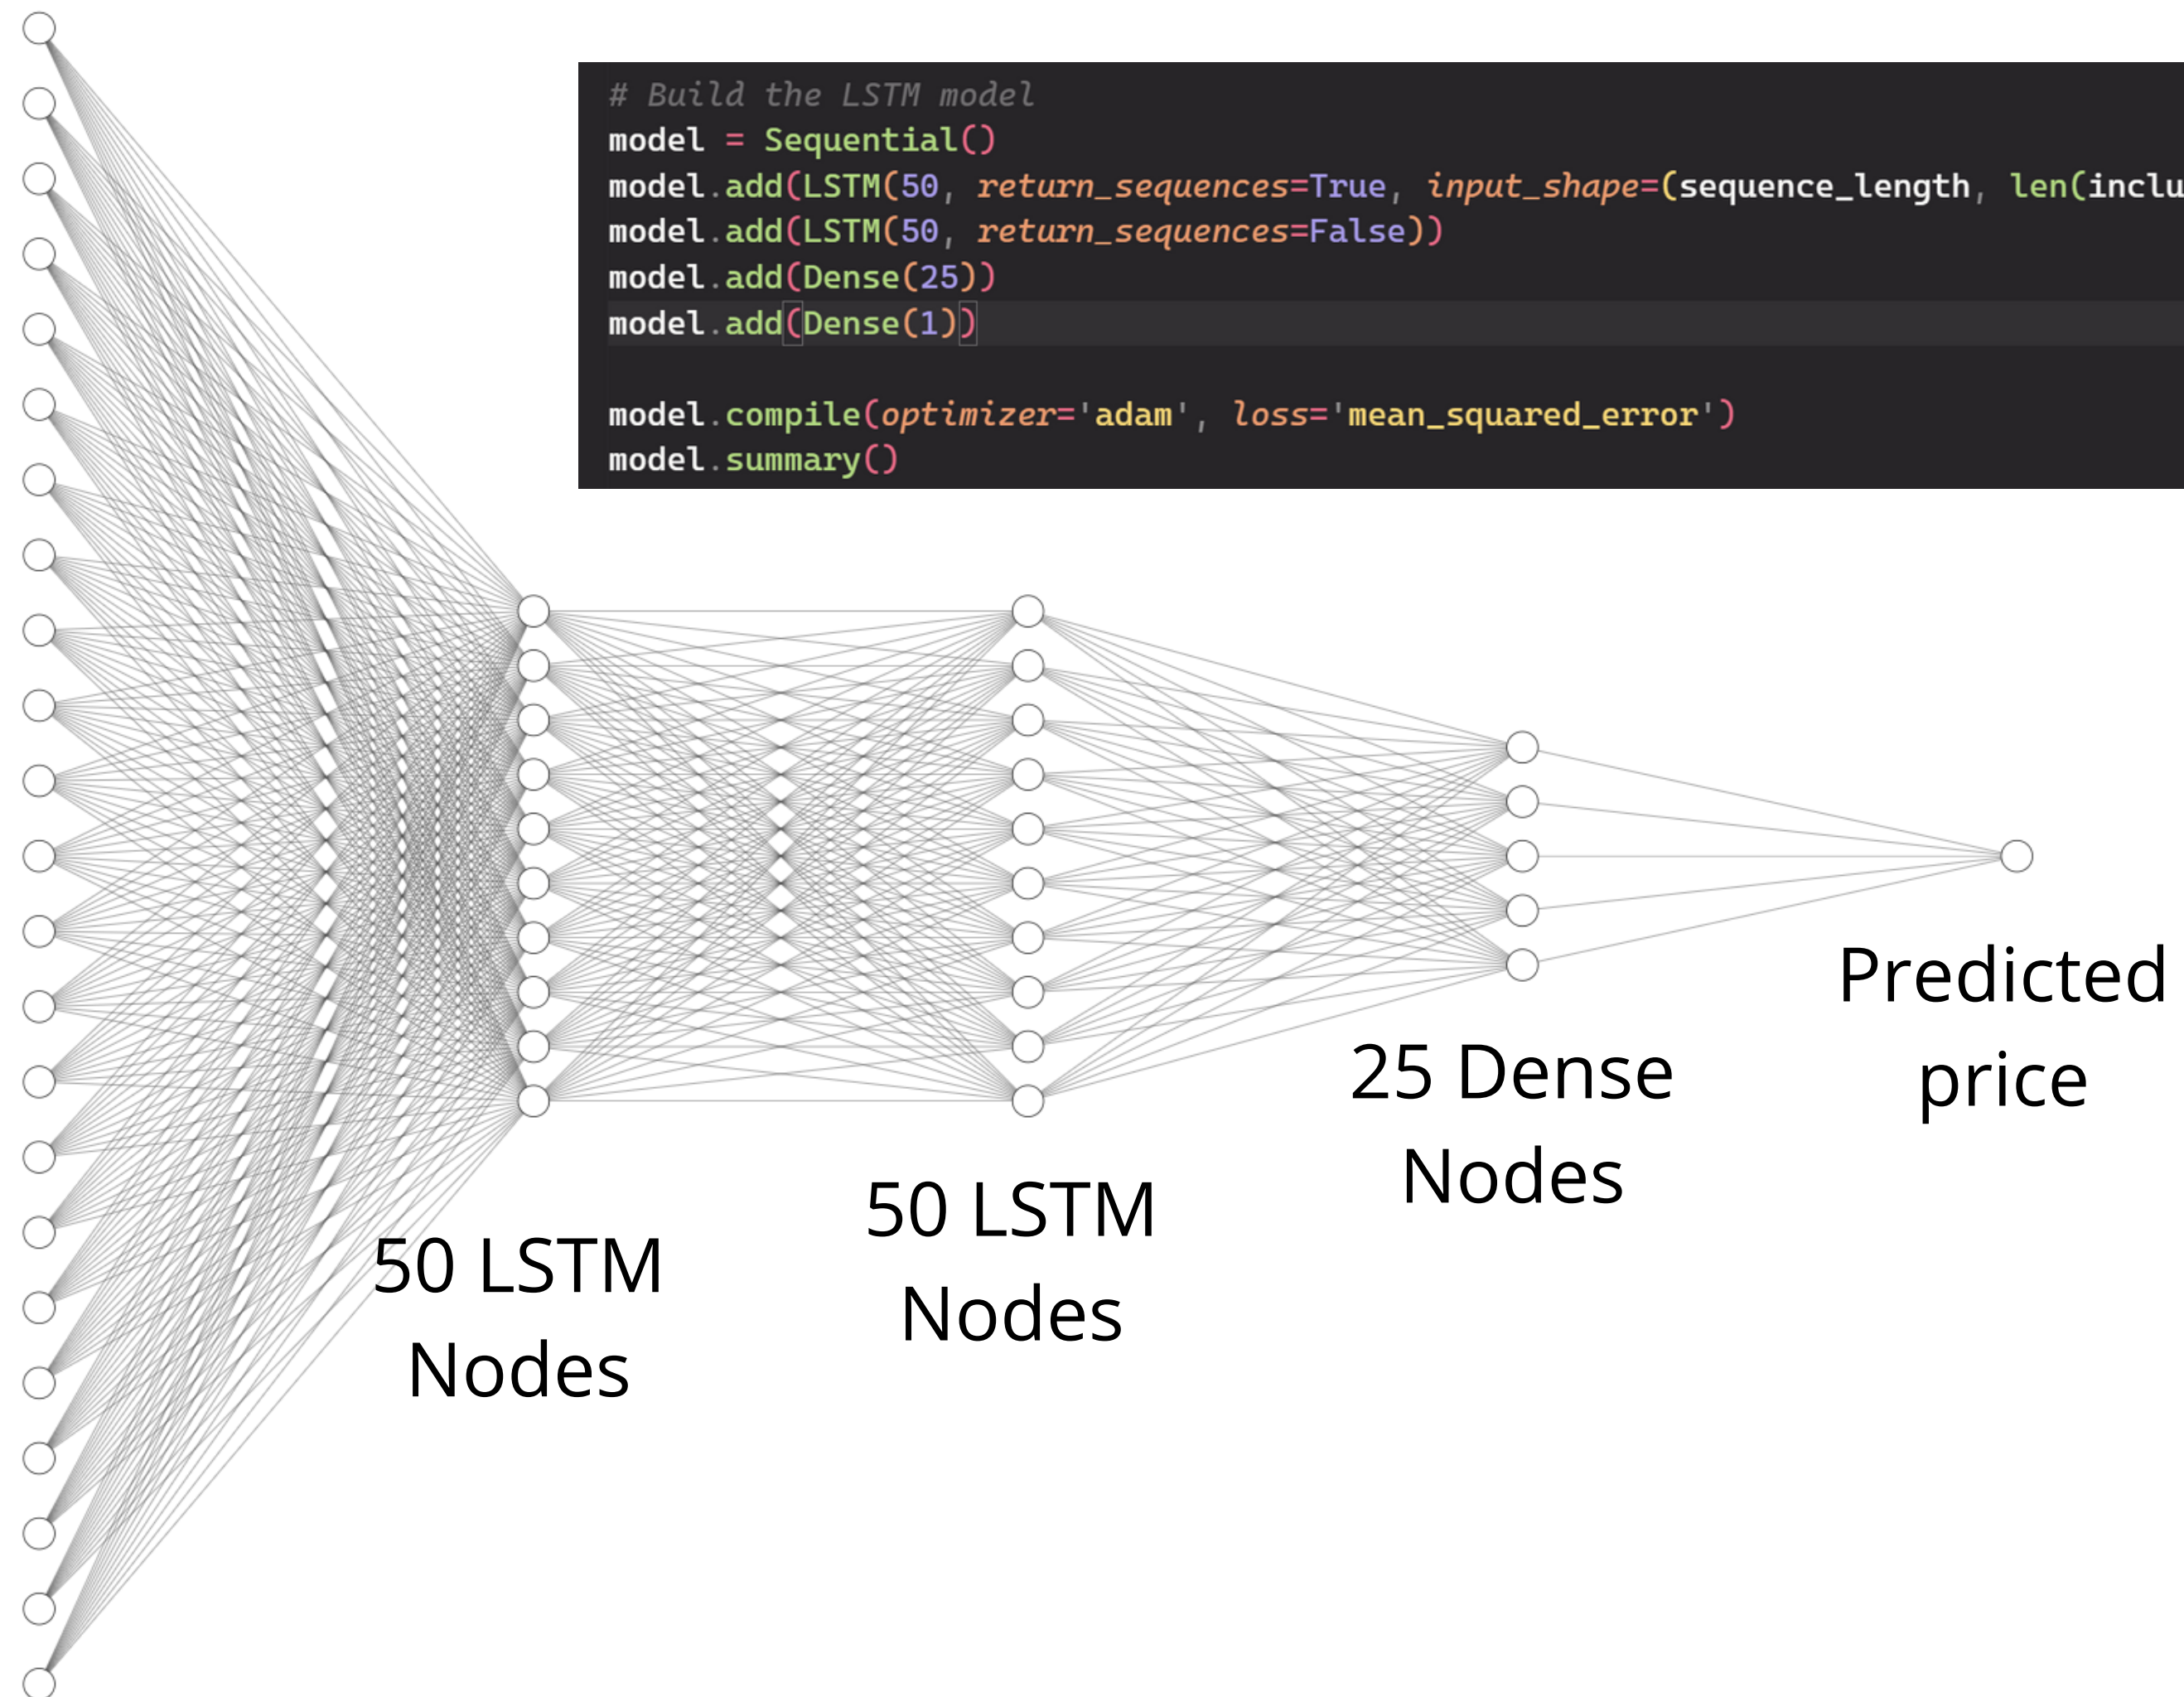 # Build the LSTM model
model = Sequential()
model.add(LSTM(50, return_sequences=True, input_shape=(sequence_length, len(inclu
model.add(LSTM(50, return_sequences=False))
model.add(Dense(25))
model.add(Dense(1))
model.compile(optimizer='adam', loss='mean_squared_error')
model.summary()
50 LSTM
Nodes
50 LSTM
Nodes
25 Dense
Nodes
Predicted
price